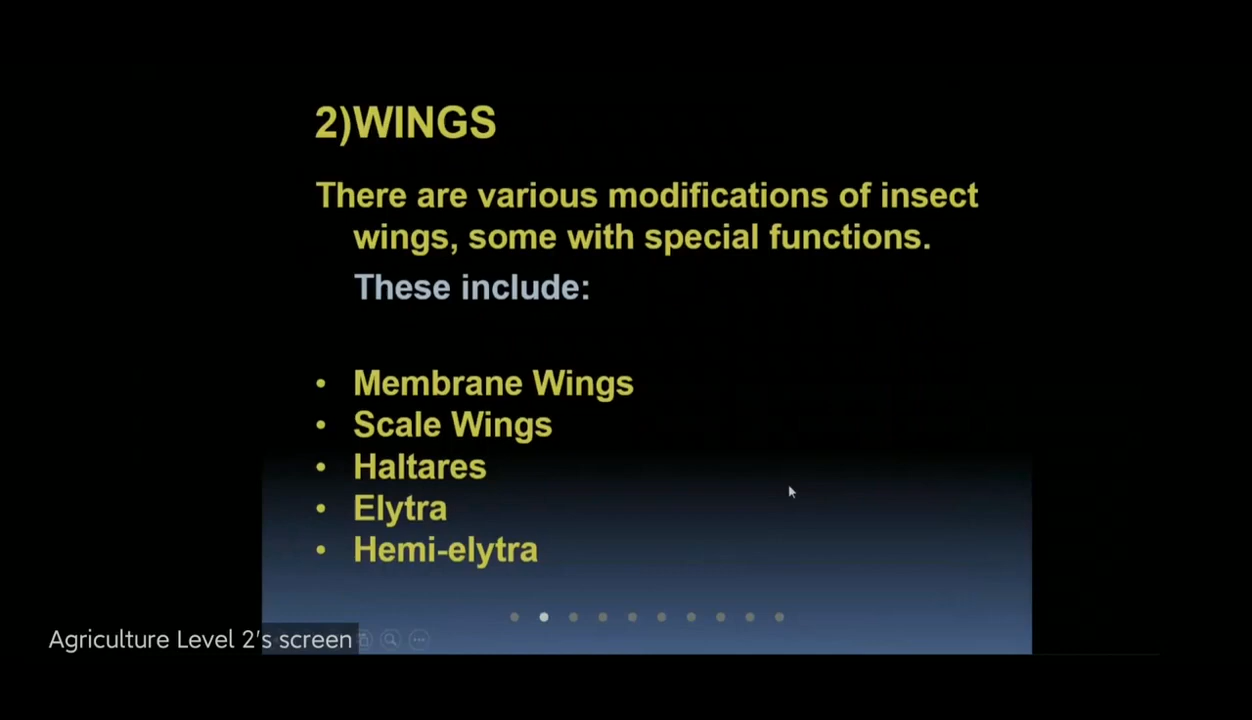 2)WINGS
There are various modifications of insect
wings, some with special functions.
These include:
• Membrane Wings
• Scale Wings
• Haltares
• Elytra
• Hemi-elytra
Agriculture Level 2's screen